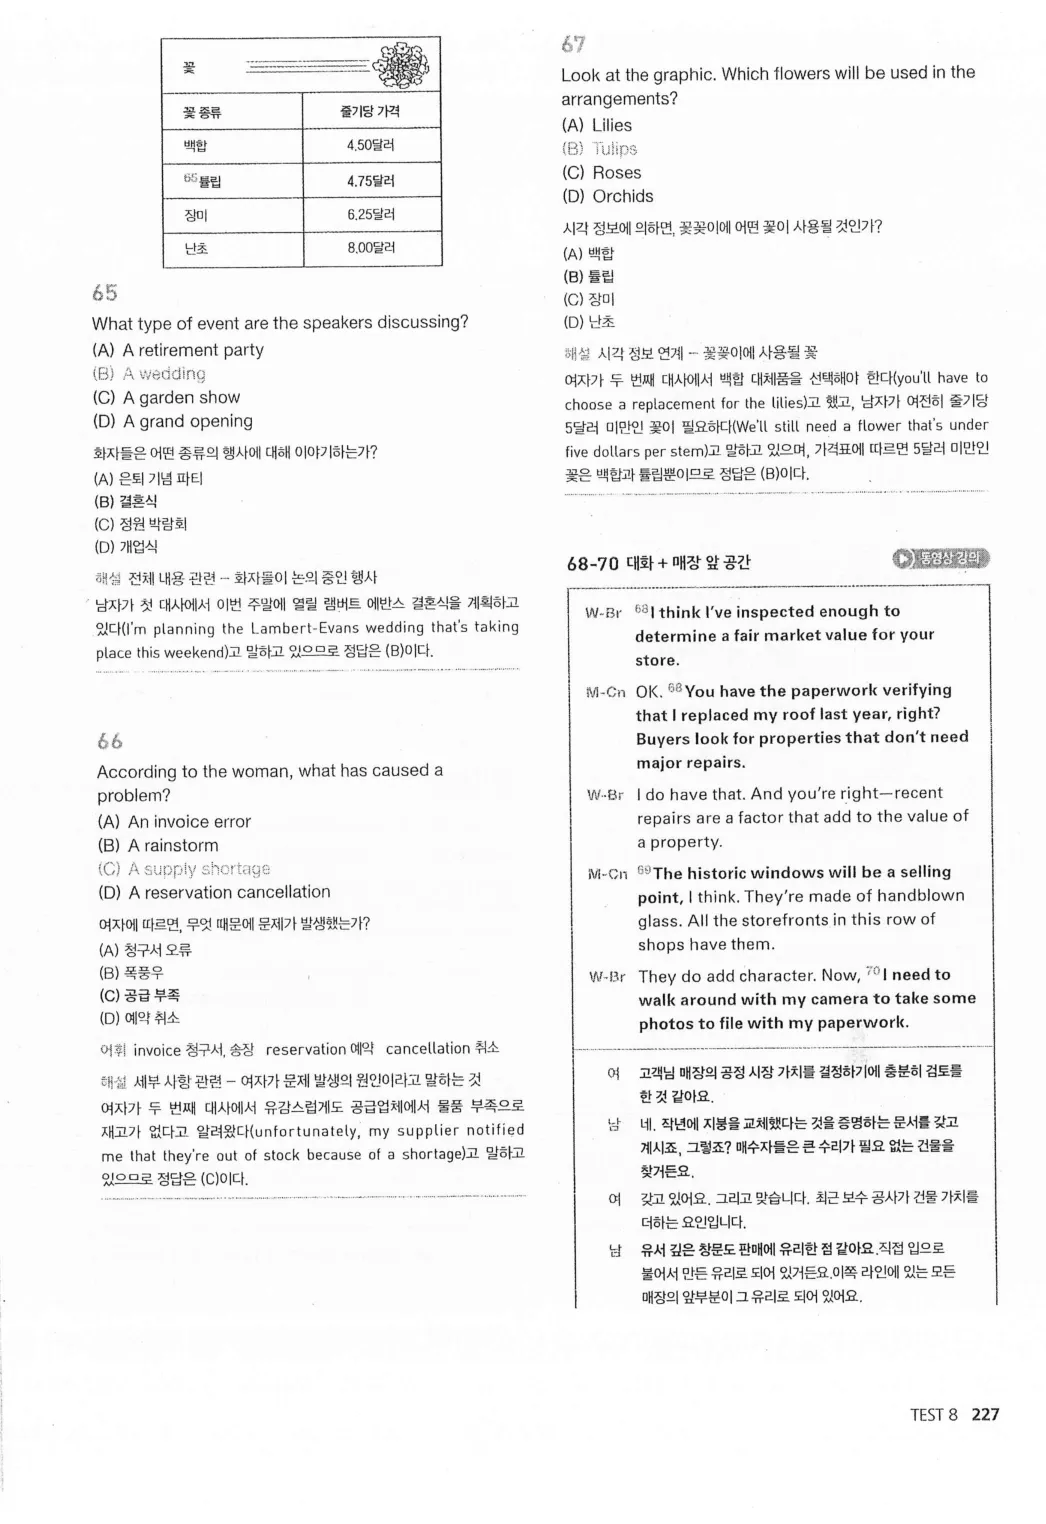 꽃
꽃 종류 줄기당 가격
백합 4.50달러
65튤립 4.75달러
장미 6.25달러
난초 8.00달러
65
What type of event are the speakers discussing?
(A) A retirement party
(B) A wedding
(C) A garden show
(D) A grand opening
화자들은 어떤 종류의 행사에 대해 이야기하는가?
(A) 은퇴 기념 파티
(B) 결혼식
(C) 정원 박람회
(D) 개업식
해설 전체 내용 관련 – 화자들이 논의 중인 행사
남자가 첫 대사에서 이번 주말에 열릴 램버트 에반스 결혼식을 계획하고
있다(I'm planning the Lambert-Evans wedding that's taking
place this weekend)고 말하고 있으므로 정답은 (B)이다.
66
According to the woman, what has caused a
problem?
(A) An invoice error
(B) A rainstorm
(C) A supply shortage
(D) A reservation cancellation
여자에 따르면, 무엇 때문에 문제가 발생했는가?
(A) 청구서 오류
(B) 폭풍우
(C) 공급 부족
(D) 예약 취소
어휘 invoice 청구서, 송장 reservation 예약 cancellation 취소
해설 세부 사항 관련 – 여자가 문제 발생의 원인이라고 말하는 것
여자가 두 번째 대사에서 유감스럽게도 공급업체에서 물품 부족으로
재고가 없다고 알려왔다(unfortunately, my supplier notified
me that they're out of stock because of a shortage)고 말하고
있으므로 정답은 (C)이다.
67
Look at the graphic. Which flowers will be used in the
arrangements?
(A) Lilies
(B) Tulips
(C) Roses
(D) Orchids
시각 정보에 의하면, 꽃꽂이에 어떤 꽃이 사용될 것인가?
(A) 백합
(B) 튤립
(C) 장미
(D) 난초
해설 시각 정보 연계 – 꽃꽂이에 사용될 꽃
여자가 두 번째 대사에서 백합 대체품을 선택해야 한다(you'll have to
choose a replacement for the lilies)고 했고, 남자가 여전히 줄기당
5달러 미만인 꽃이 필요하다(We'll still need a flower that's under
five dollars per stem)고 말하고 있으며, 가격표에 따르면 5달러 미만인
꽃은 백합과 튤립뿐이므로 정답은 (B)이다.
68-70 대화 + 매장 앞 공간 동영상 강의
W-Br 68I think I've inspected enough to
determine a fair market value for your
store.
M-Cn OK. 68You have the paperwork verifying
that I replaced my roof last year, right?
Buyers look for properties that don't need
major repairs.
W-Br I do have that. And you're right—recent
repairs are a factor that add to the value of
a property.
M-Cn 69The historic windows will be a selling
point, I think. They're made of handblown
glass. All the storefronts in this row of
shops have them.
W-Br They do add character. Now, 70I need to
walk around with my camera to take some
photos to file with my paperwork.
여 고객님 매장의 공정 시장 가치를 결정하기에 충분히 검토를
한 것 같아요.
남 네. 작년에 지붕을 교체했다는 것을 증명하는 문서를 갖고
계시죠, 그렇죠? 매수자들은 큰 수리가 필요 없는 건물을
찾거든요.
여 갖고 있어요. 그리고 맞습니다. 최근 보수 공사가 건물 가치를
더하는 요인입니다.
남 유서 깊은 창문도 판매에 유리한 점 같아요.직접 입으로
불어서 만든 유리로 되어 있거든요.이쪽 라인에 있는 모든
매장의 앞부분이 그 유리로 되어 있어요.
TEST 8 227